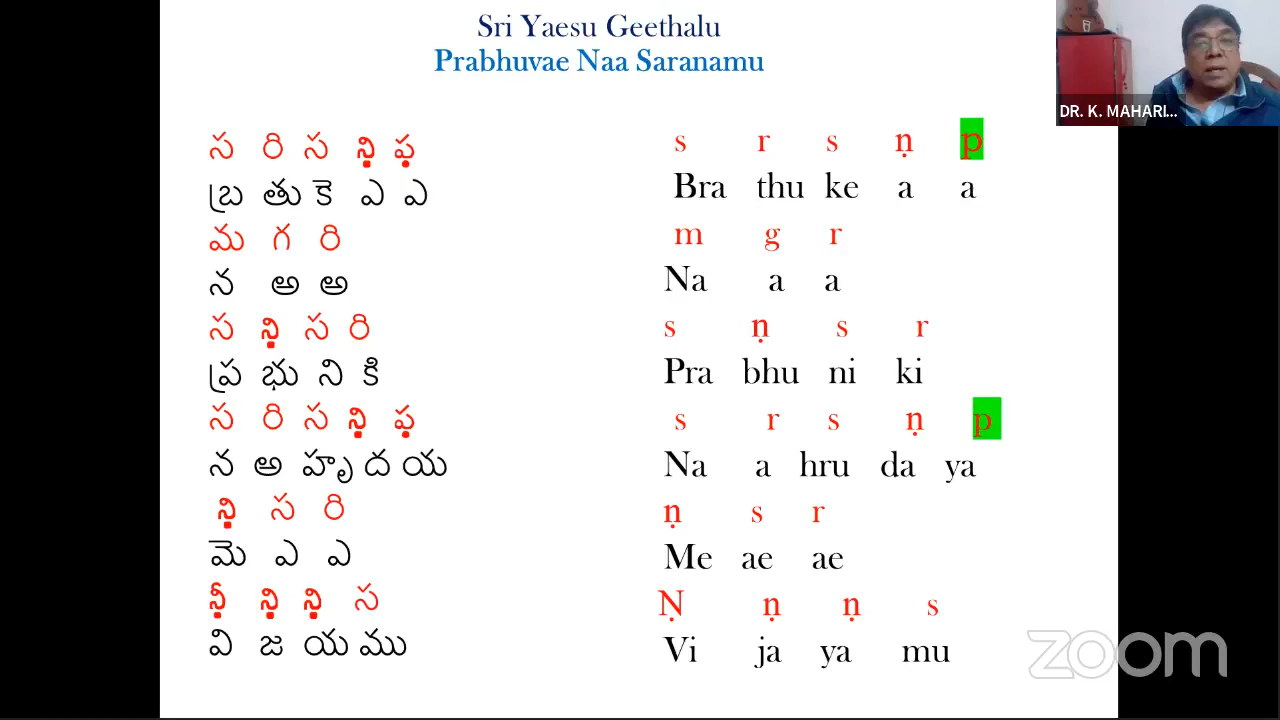 Sri Yaesu Geethalu
Prabhuvae Naa Saranamu
DR. K. MAHARI...
స రి స ని̣ ప̣
బ్ర తు కె ఎ ఎ
మ గ రి
న అ అ
స ని̣ స రి
ప్ర భు ని కి
స రి స ని̣ ప̣
న అ హృ ద య
ని̣ స రి
మె ఎ ఎ
నీ̣ ని̣ ని̣ స
వి జ య ము
s r s ṇ p
Bra thu ke a a
m g r
Na a a
s ṇ s r
Pra bhu ni ki
s r s ṇ p
Na a hru da ya
ṇ s r
Me ae ae
Ṇ ṇ ṇ s
Vi ja ya mu
zoom